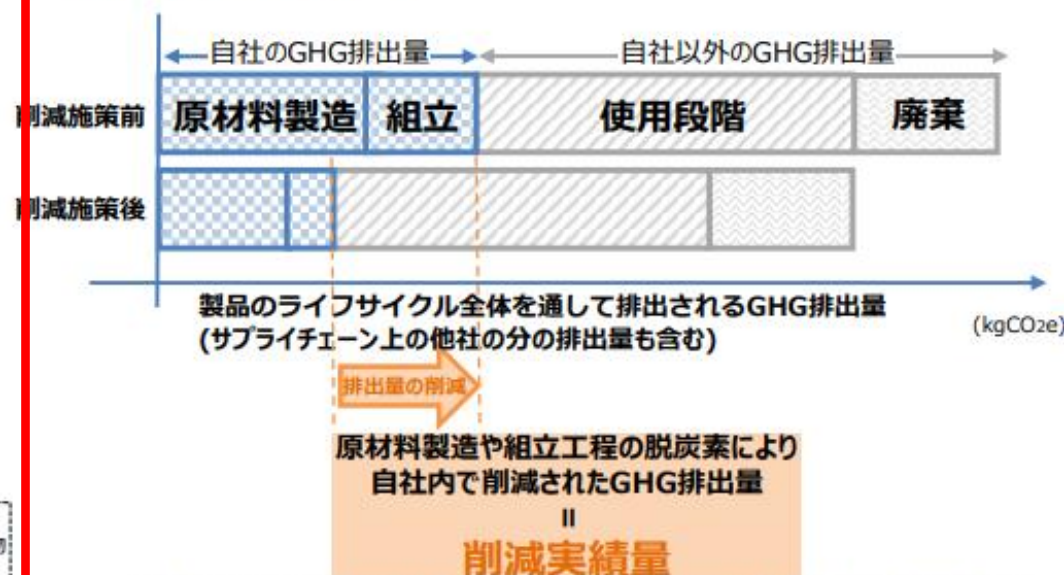 自社のGHG排出量
自社以外のGHG排出量
削減施策前
原材料製造
組立
使用段階
廃棄
削減施策後
製品のライフサイクル全体を通して排出されるGHG排出量
(サプライチェーン上の他社の分の排出量も含む)
(kgCO2e)
排出量の削減
原材料製造や組立工程の脱炭素により
自社内で削減されたGHG排出量
=
削減実績量